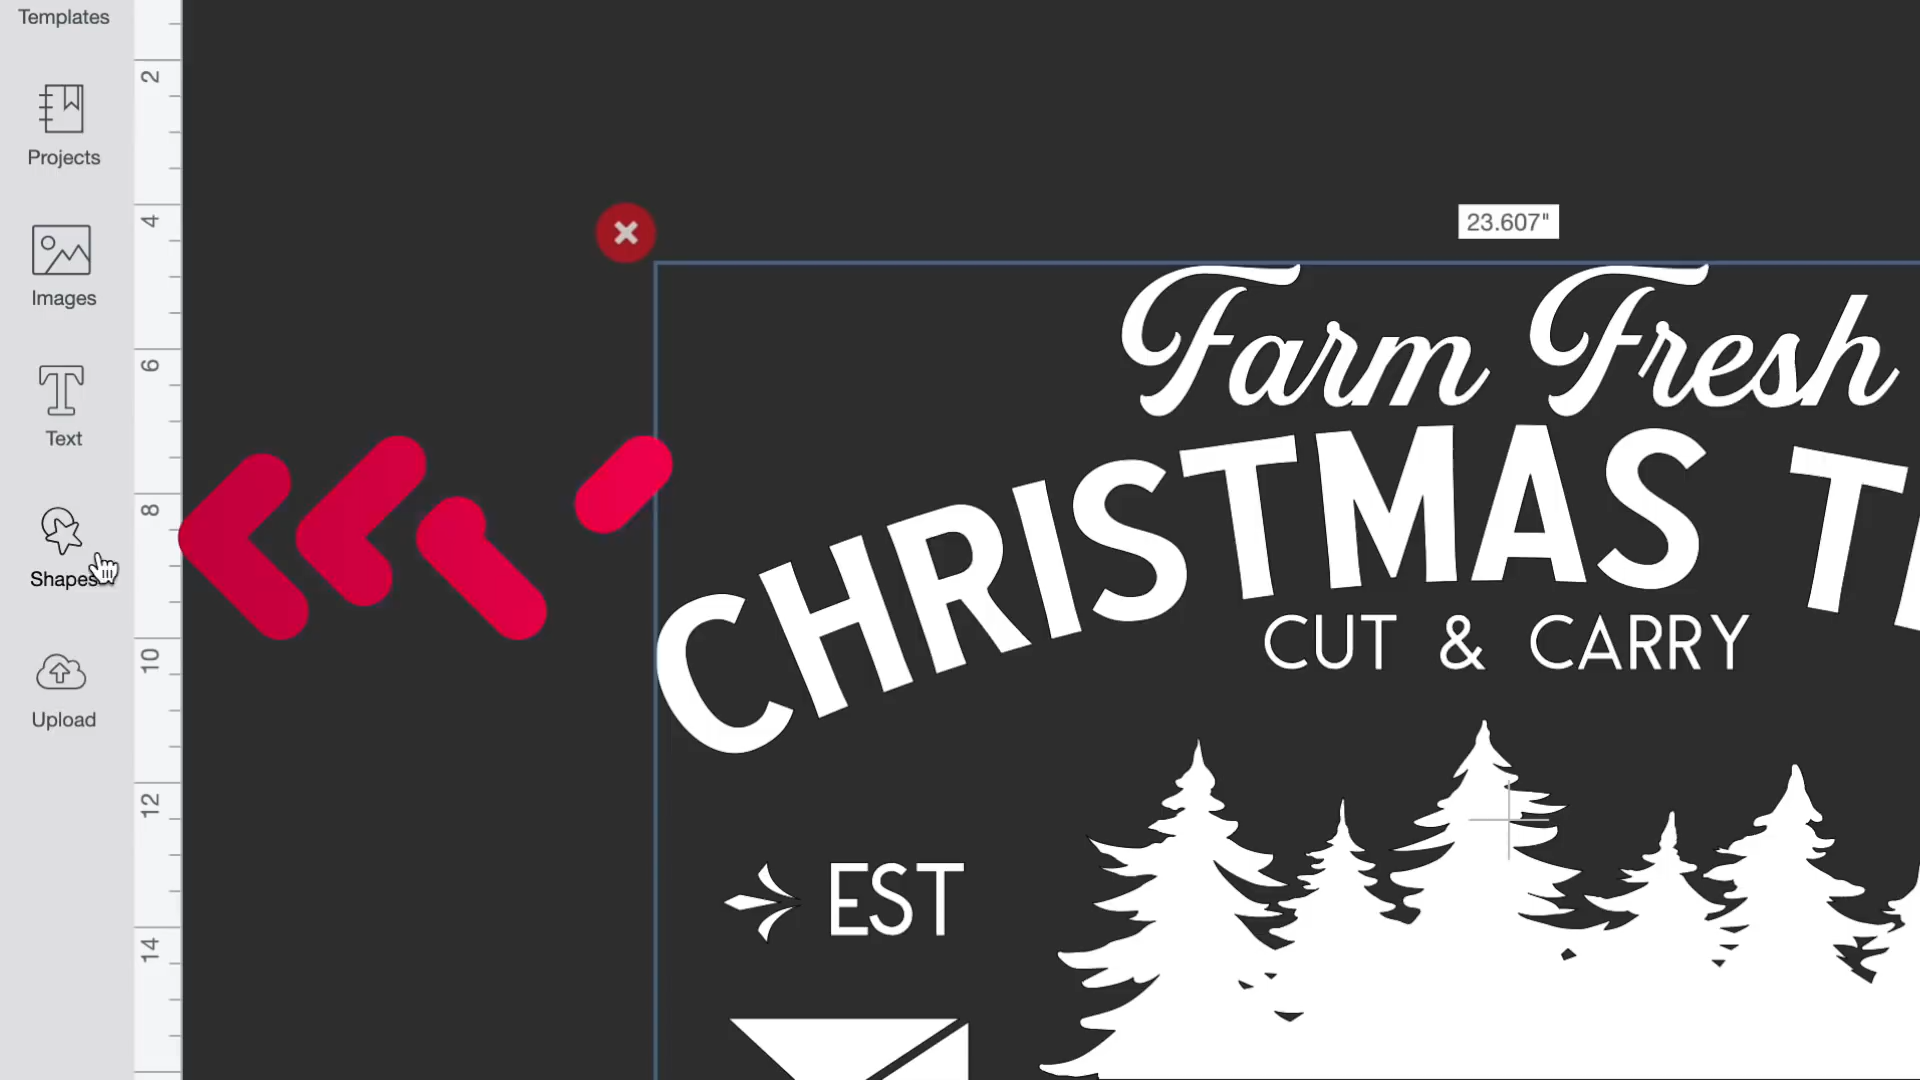 Templates
2
Projects
4
23.607"
Images
Farm Fresh
6
Text
CHRISTMAS
8
Shapes
CUT & CARRY
10
Upload
12
EST
14